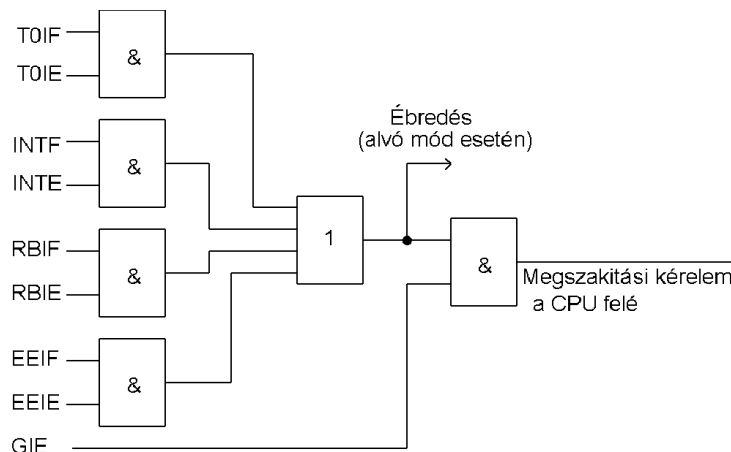 T0IF
T0IE
&
INTF
INTE
&
RBIF
RBIE
&
EEIF
EEIE
&
GIE
1
Ébredés
(alvó mód esetén)
&
Megszakitási kérelem
a CPU felé